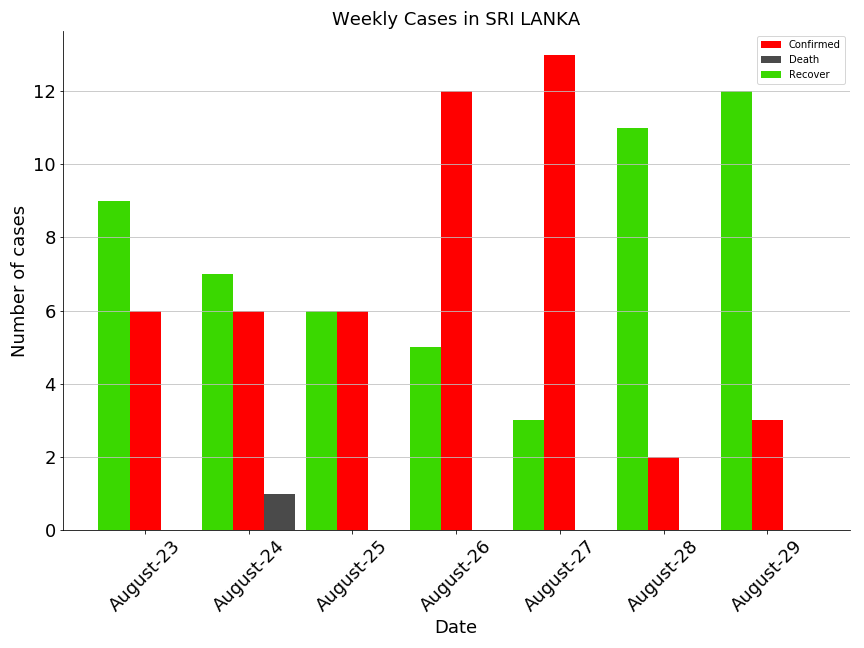 Weekly Cases in SRI LANKA
Confirmed
Death
Recover
Number of cases
12
10
8
6
4
2
0
August-23
August-24
August-25
August-26
August-27
August-28
August-29
Date